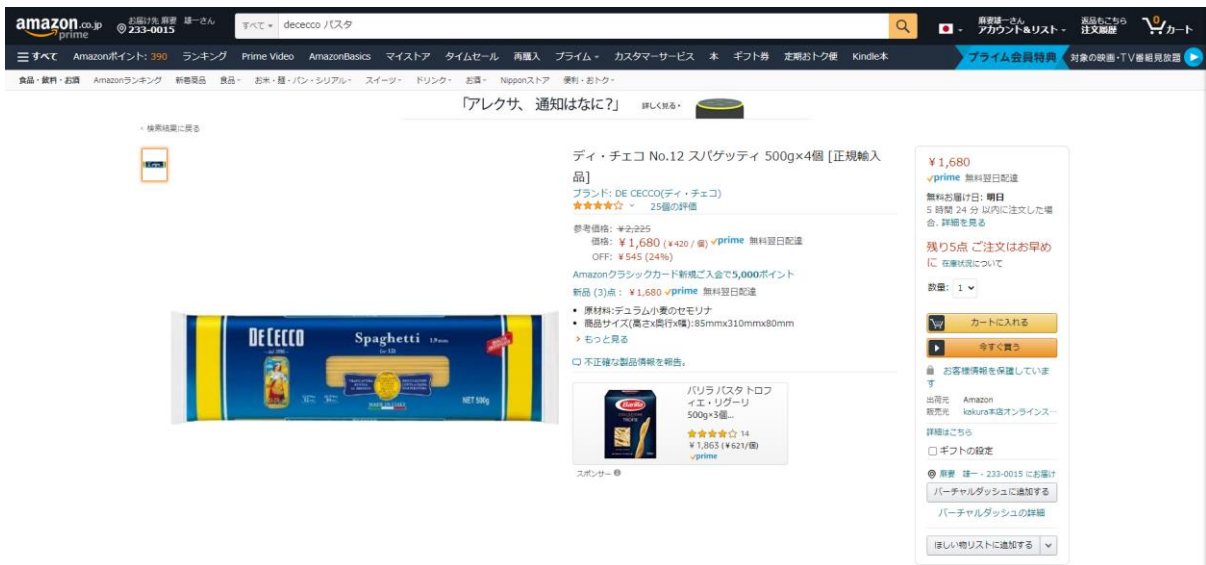 amazon.co.jp
prime
お届け先 麻要 雄一さん
233-0015
すべて
dececco パスタ
麻要雄一さん
アカウント&リスト
返品もこちら
注文履歴
0
カート
すべて Amazonポイント: 390 ランキング Prime Video AmazonBasics マイストア タイムセール 再購入 プライム カスタマーサービス 本 ギフト券 定期おトク便 Kindle本
プライム会員特典 対象の映画・TV番組見放題
食品・飲料・お酒 Amazonランキング 新着商品 食品 お米・麺・パン・シリアル スイーツ ドリンク お酒 Nipponストア 便利・おトク
「アレクサ、 通知はなに?」 詳しく見る
‹ 検索結果に戻る
ディ・チェコ No.12 スパゲッティ 500g×4個 [正規輸入
品]
ブランド: DE CECCO(ディ・チェコ)
25個の評価
参考価格: ¥2,225
価格: ¥1,680 (¥420 / 個) prime 無料翌日配達
OFF: ¥545 (24%)
Amazonクラシックカード新規ご入会で5,000ポイント
新品 (3)点: ¥1,680 prime 無料翌日配達
• 原材料:デュラム小麦のセモリナ
• 商品サイズ(高さx奥行x幅):85mmx310mmx80mm
› もっと見る
不正確な製品情報を報告。
DE CECCO
Spaghetti
MADE IN ITALY
NET 500g
Barilla
バリラ パスタ トロフ
ィエ・リグーリ
500g×3個...
14
¥1,863 (¥621/個)
prime
スポンサー
¥1,680
prime 無料翌日配達
無料お届け日: 明日
5 時間 24 分 以内に注文した場
合. 詳細を見る
残り5点 ご注文はお早め
に 在庫状況について
数量: 1
カートに入れる
今すぐ買う
お客様情報を保護していま
す
出荷元 Amazon
販売元 kakura本店オンラインス…
詳細はこちら
ギフトの設定
麻要 雄一 - 233-0015 にお届け
バーチャルダッシュに追加する
バーチャルダッシュの詳細
ほしい物リストに追加する